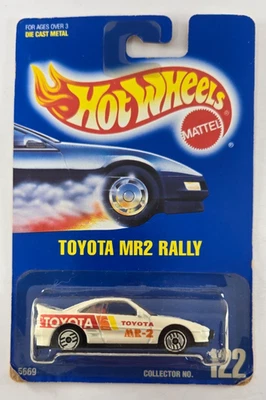 FOR AGES OVER 3
DIE CAST METAL
Hot Wheels
MATTEL
TOYOTA MR2 RALLY
TOYOTA
TOYOTA
MR-2
5669
COLLECTOR NO.
122